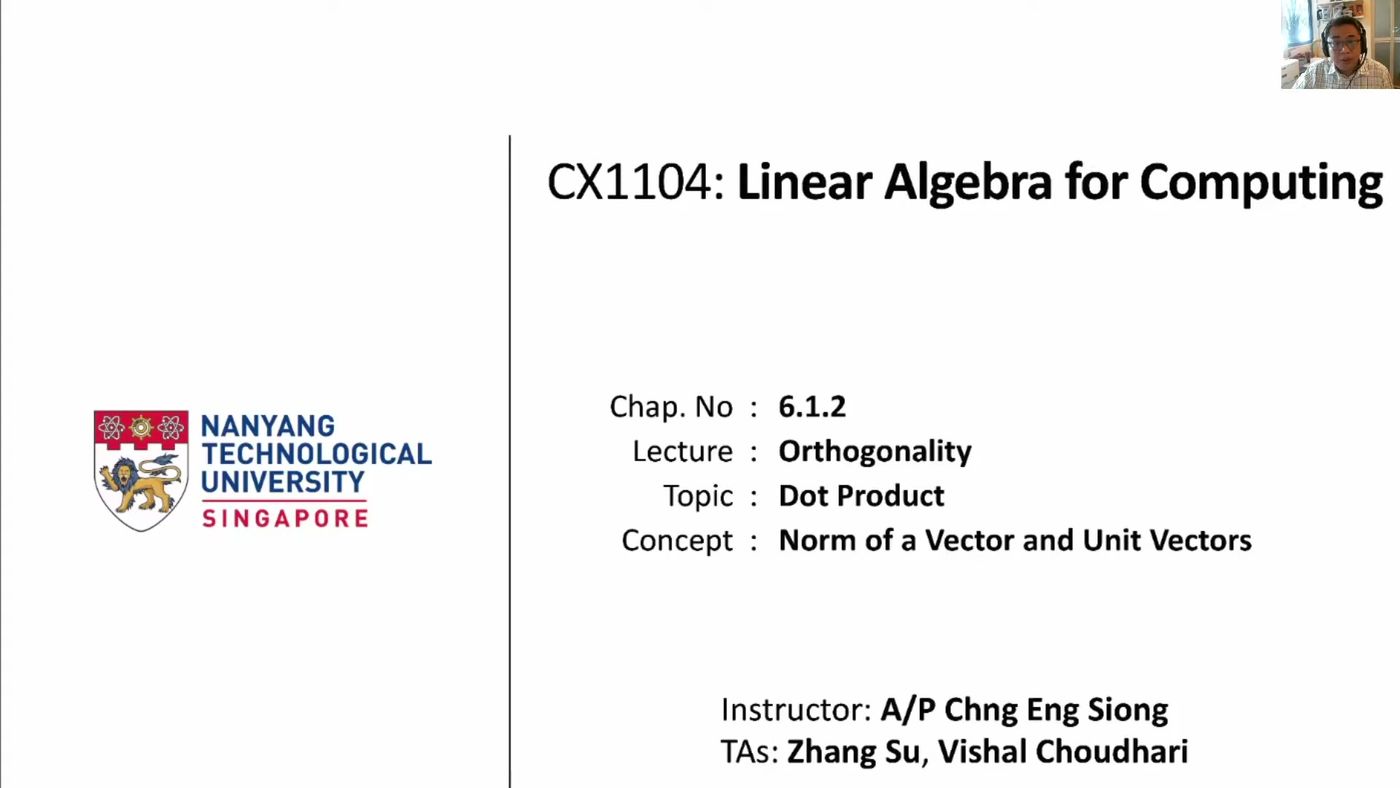 CX1104: Linear Algebra for Computing
NANYANG
TECHNOLOGICAL
UNIVERSITY
SINGAPORE
Chap. No : 6.1.2
Lecture : Orthogonality
Topic : Dot Product
Concept : Norm of a Vector and Unit Vectors
Instructor: A/P Chng Eng Siong
TAs: Zhang Su, Vishal Choudhari